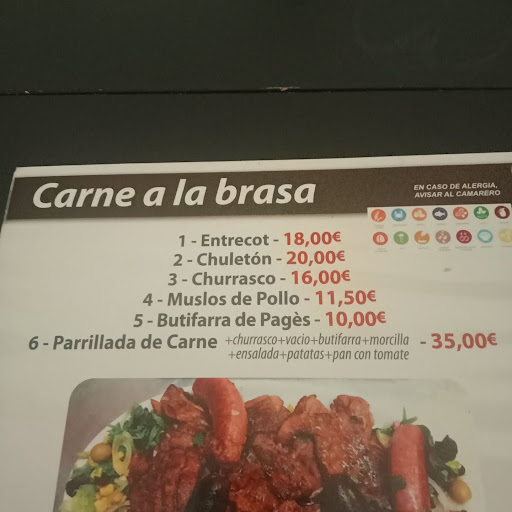 Carne a la brasa
EN CASO DE ALERGIA,
AVISAR AL CAMARERO
1 - Entrecot - 18,00€
2 - Chuletón - 20,00€
3 - Churrasco - 16,00€
4 - Muslos de Pollo - 11,50€
5 - Butifarra de Pagès - 10,00€
6 - Parrillada de Carne +churrasco+vacio+butifarra+morcilla - 35,00€
+ensalada+patatas+pan con tomate